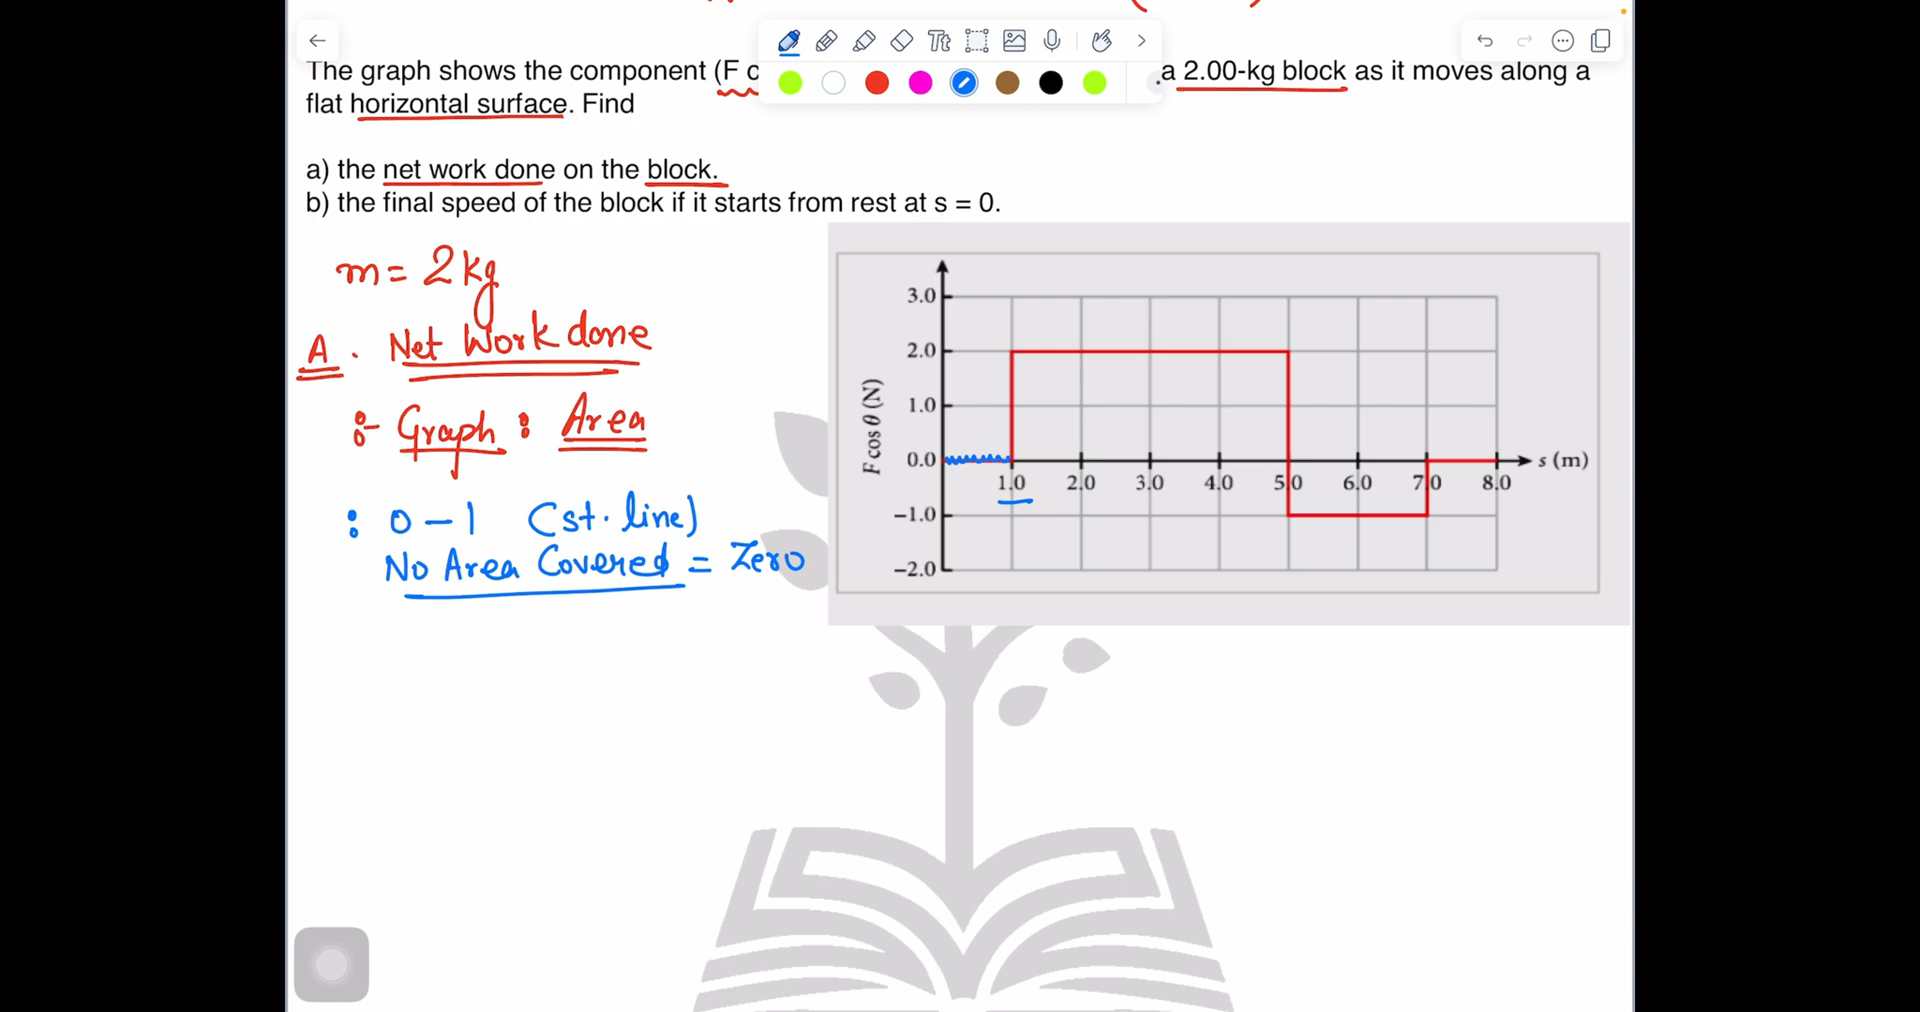 The graph shows the component (F c
a 2.00-kg block as it moves along a
flat horizontal surface. Find
a) the net work done on the block.
b) the final speed of the block if it starts from rest at s = 0.
m = 2 kg
A. Net Work done
:- Graph : Area
: 0 - 1 (st. line)
No Area Covered = Zero
Tt
3.0
2.0
1.0
0.0
-1.0
-2.0
F cos θ (N)
1.0 2.0 3.0 4.0 5.0 6.0 7.0 8.0
s (m)